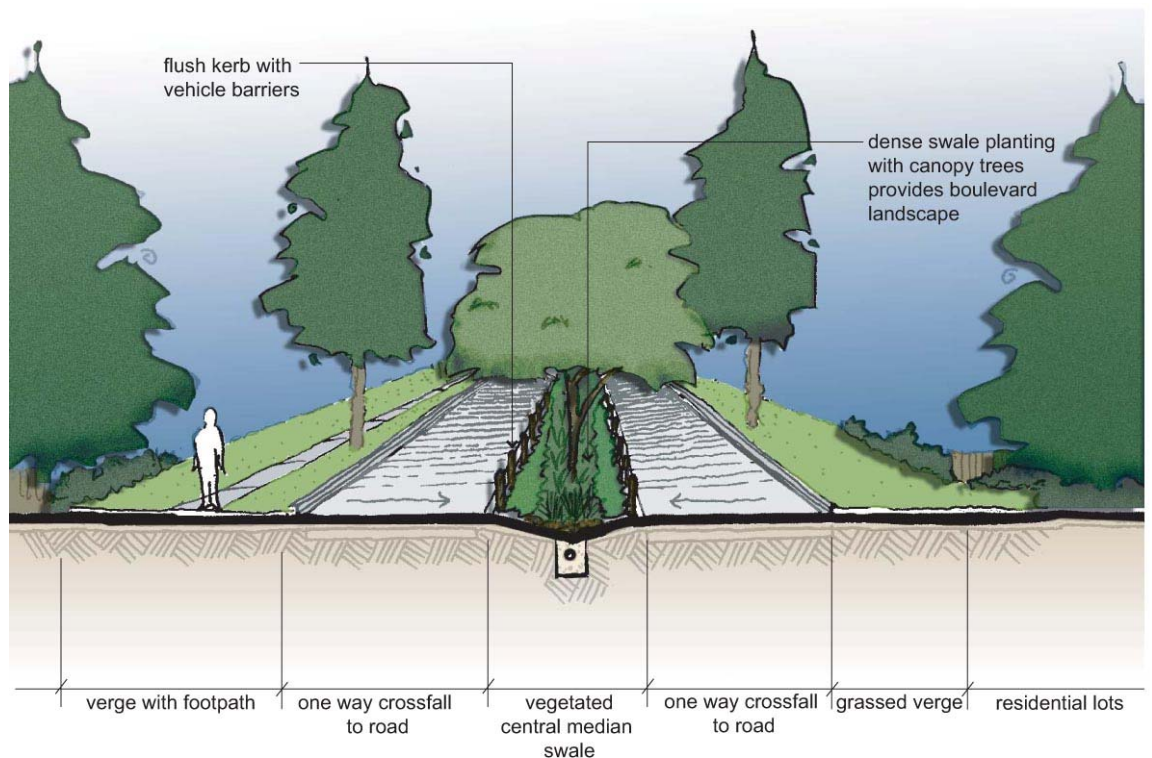 flush kerb with
vehicle barriers
dense swale planting
with canopy trees
provides boulevard
landscape
verge with footpath
one way crossfall
to road
vegetated
central median
swale
one way crossfall
to road
grassed verge
residential lots